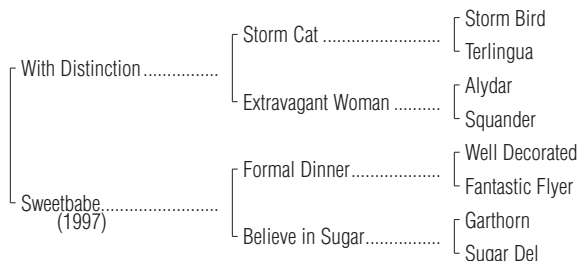 Storm Bird
Storm Cat ........................
Terlingua
With Distinction ...............
Alydar
Extravagant Woman ..........
Squander
Well Decorated
Formal Dinner ..................
Fantastic Flyer
Sweetbabe .......................
(1997)
Garthorn
Believe in Sugar ...............
Sugar Del